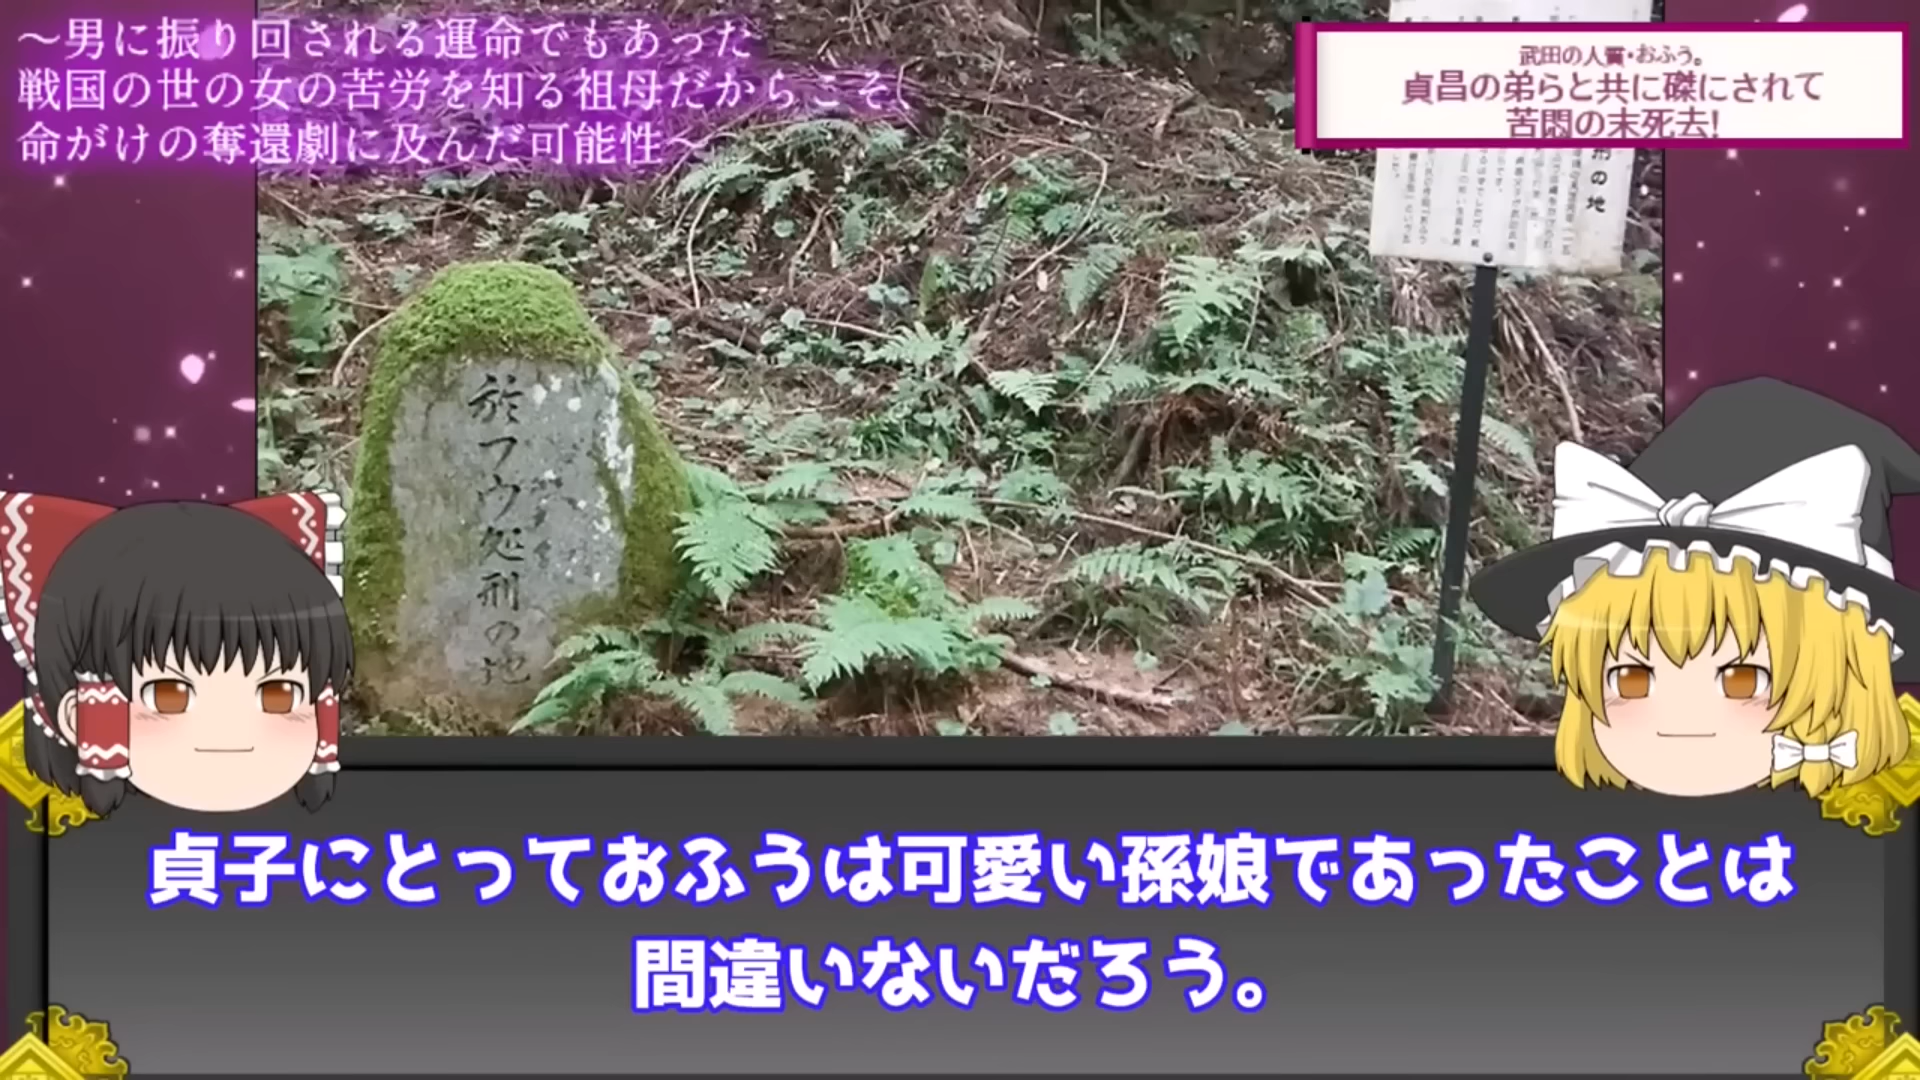 ～男に振り回される運命でもあった
戦国の世の女の苦労を知る祖母だからこそ、
命がけの奪還劇に及んだ可能性～
武田の人質・おふう。
貞昌の弟らと共に磔にされて
苦悶の末死去!
刑の地
於フウ処刑の地
貞子にとっておふうは可愛い孫娘であったことは
間違いないだろう。